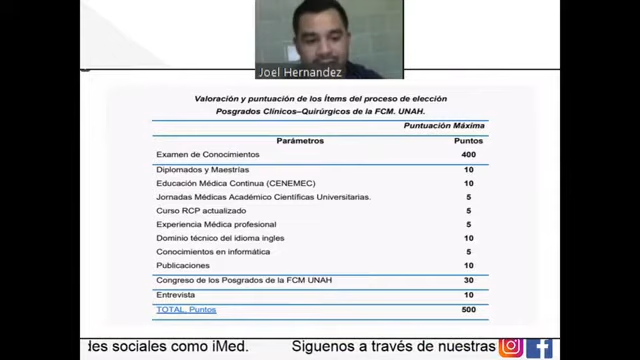 Joel Hernandez
Valoración y puntuación de los Ítems del proceso de elección
Posgrados Clínicos–Quirúrgicos de la FCM. UNAH.
Puntuación Máxima
Parámetros Puntos
Examen de Conocimientos 400
Diplomados y Maestrías 10
Educación Médica Continua (CENEMEC) 10
Jornadas Médicas Académico Científicas Universitarias. 5
Curso RCP actualizado 5
Experiencia Médica profesional 5
Dominio técnico del idioma ingles 10
Conocimientos en informática 5
Publicaciones 10
Congreso de los Posgrados de la FCM UNAH 30
Entrevista 10
TOTAL, Puntos 500
des sociales como iMed. Siguenos a través de nuestras